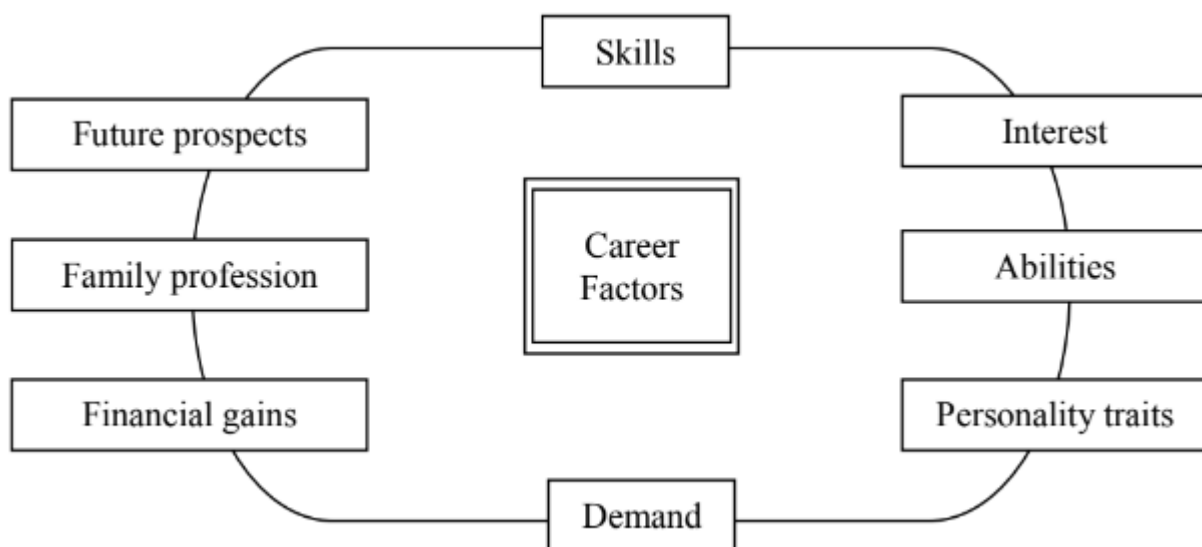 Skills
Future prospects
Interest
Career
Factors
Family profession
Abilities
Financial gains
Personality traits
Demand